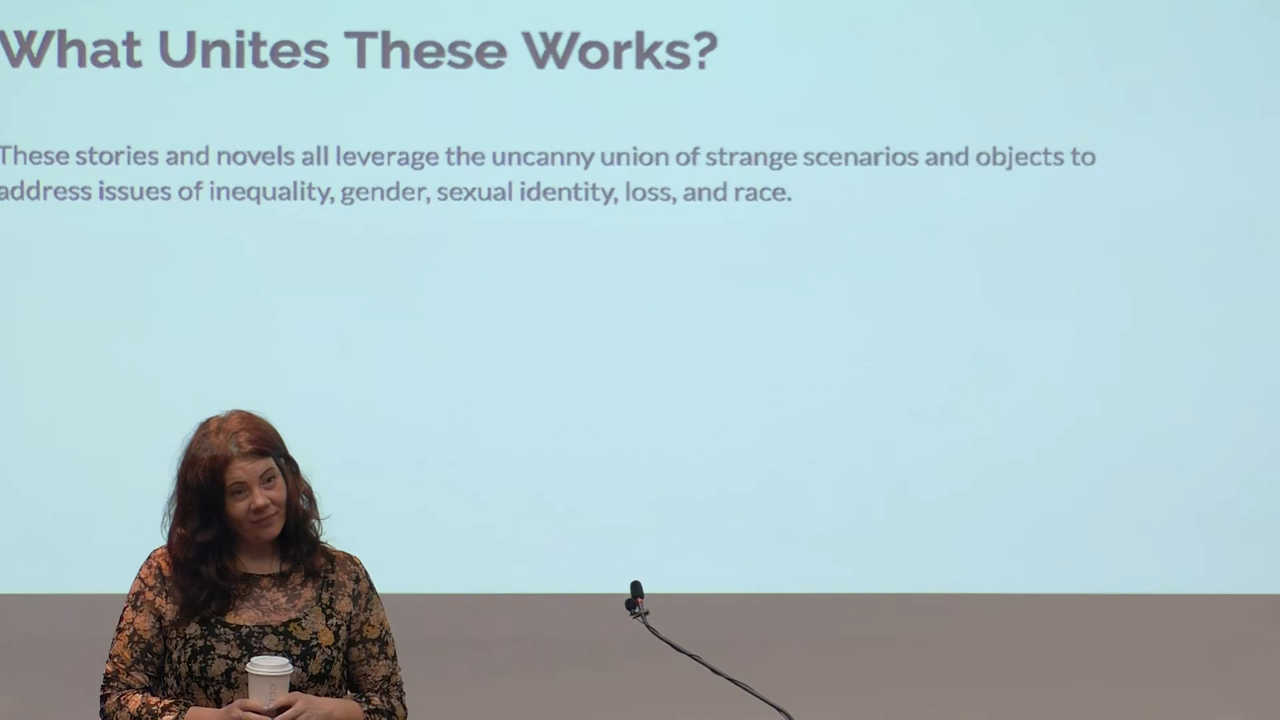 What Unites These Works?
These stories and novels all leverage the uncanny union of strange scenarios and objects to
address issues of inequality, gender, sexual identity, loss, and race.